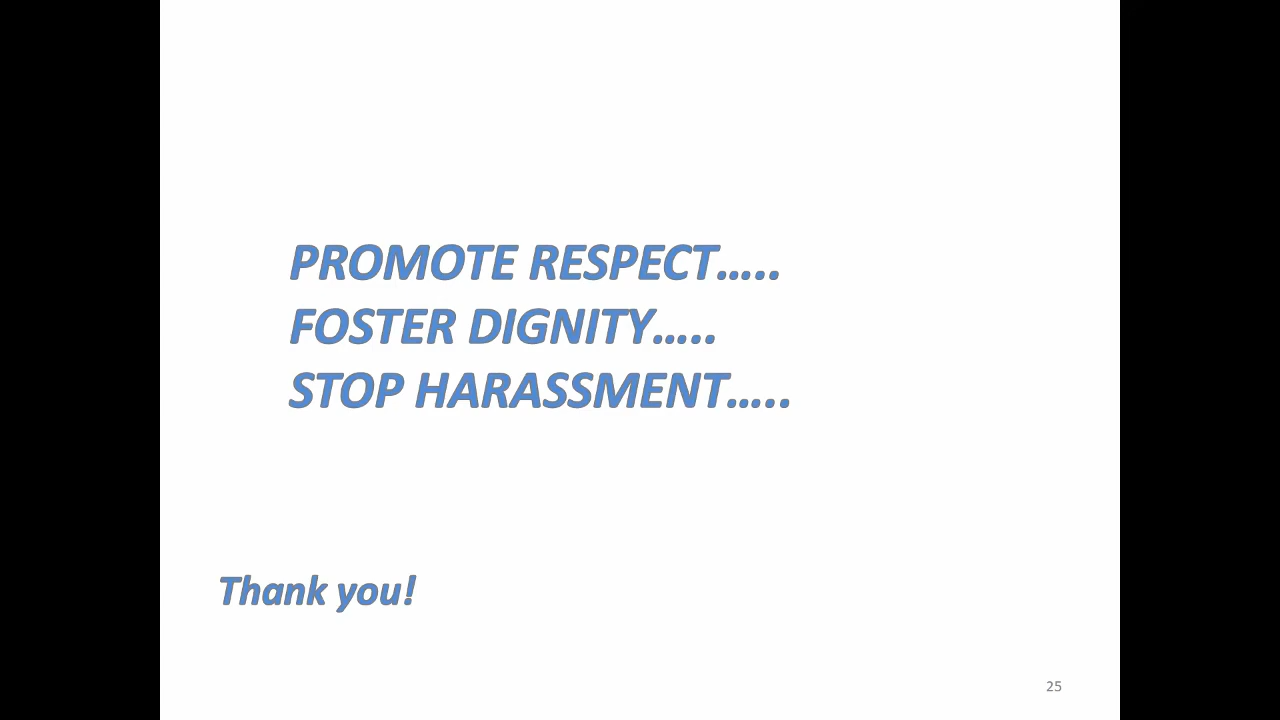 PROMOTE RESPECT…..
FOSTER DIGNITY…..
STOP HARASSMENT…..
Thank you!
25